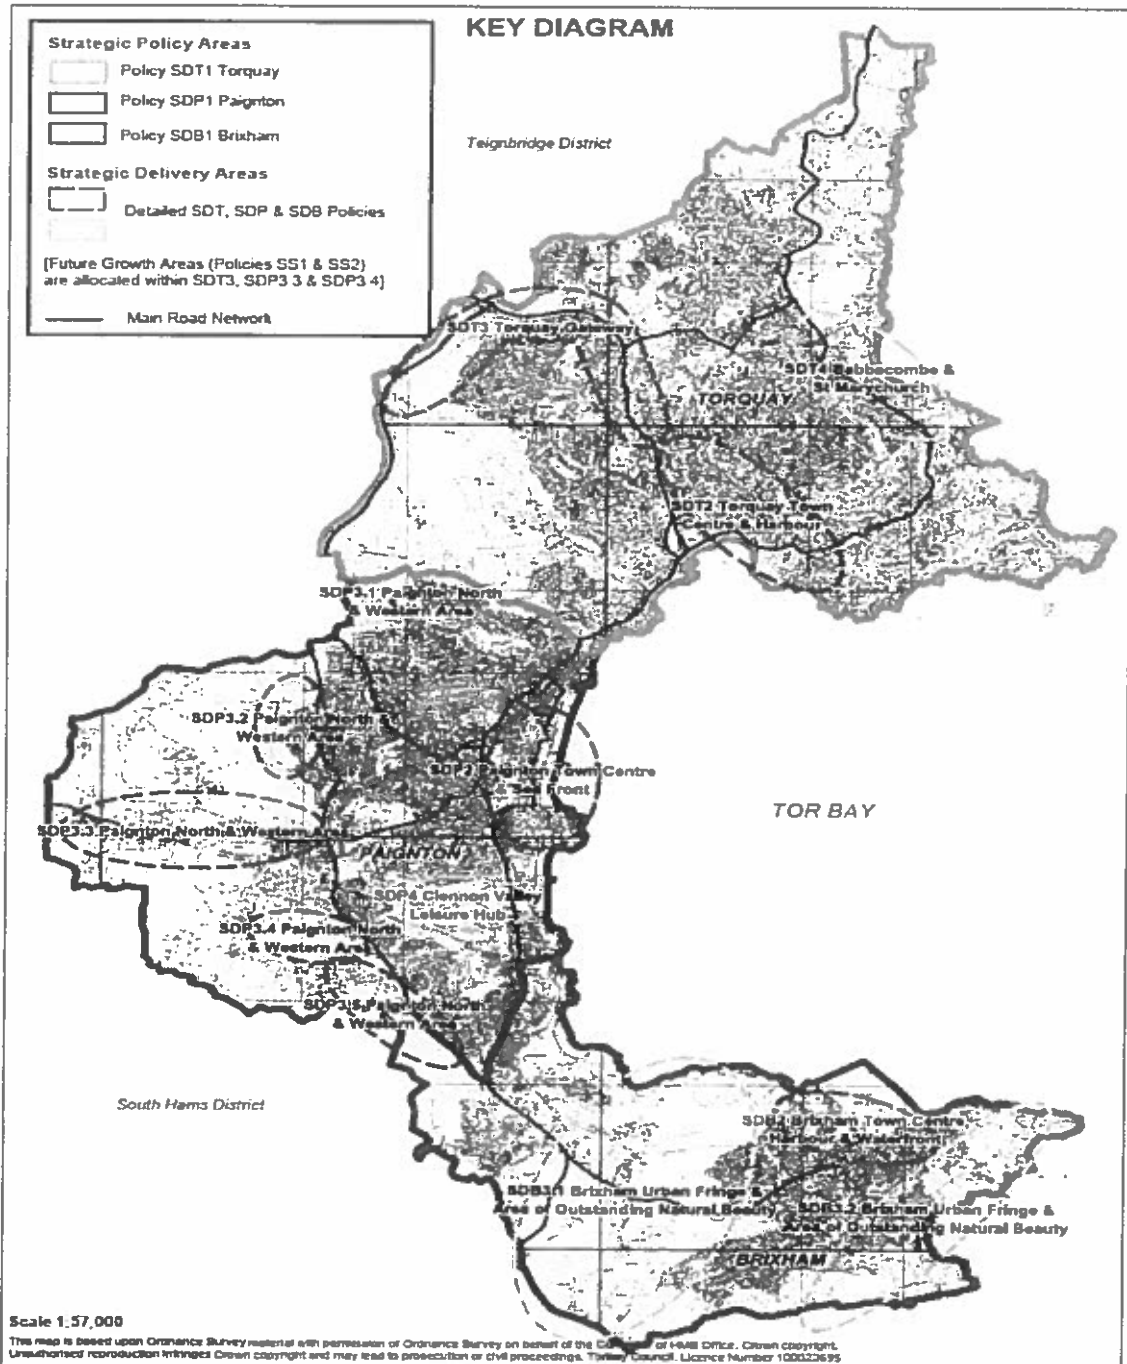 KEY DIAGRAM
Strategic Policy Areas
Policy SDT1 Torquay
Policy SDP1 Paignton
Policy SDB1 Brixham
Strategic Delivery Areas
Detailed SDT, SDP & SDB Policies
[Future Growth Areas (Policies SS1 & SS2)
are allocated within SDT3, SDP3.3 & SDP3.4]
Main Road Network
Teignbridge District
SDT3 Torquay Gateway
SDT4 Babbacombe &
St Marychurch
TORQUAY
SDT2 Torquay Town
Centre & Harbour
SDP3.1 Paignton North
& Western Area
SDP3.2 Paignton North &
Western Area
SDP2 Paignton Town Centre
& Sea Front
TOR BAY
SDP3.3 Paignton North & Western Area
PAIGNTON
SDP4 Clennon Valley
Leisure Hub
SDP3.4 Paignton North
& Western Area
SDP3.5 Paignton North
& Western Area
South Hams District
SDB2 Brixham Town Centre,
Harbour & Waterfront
SDB3.1 Brixham Urban Fringe &
Area of Outstanding Natural Beauty
SDB3.2 Brixham Urban Fringe &
Area of Outstanding Natural Beauty
BRIXHAM
Scale 1:57,000
This map is based upon Ordnance Survey material with permission of Ordnance Survey on behalf of the of HMB Office. Crown copyright.
Unauthorised reproduction infringes Crown copyright and may lead to prosecution or civil proceedings. Torbay Council. Licence Number 100023695